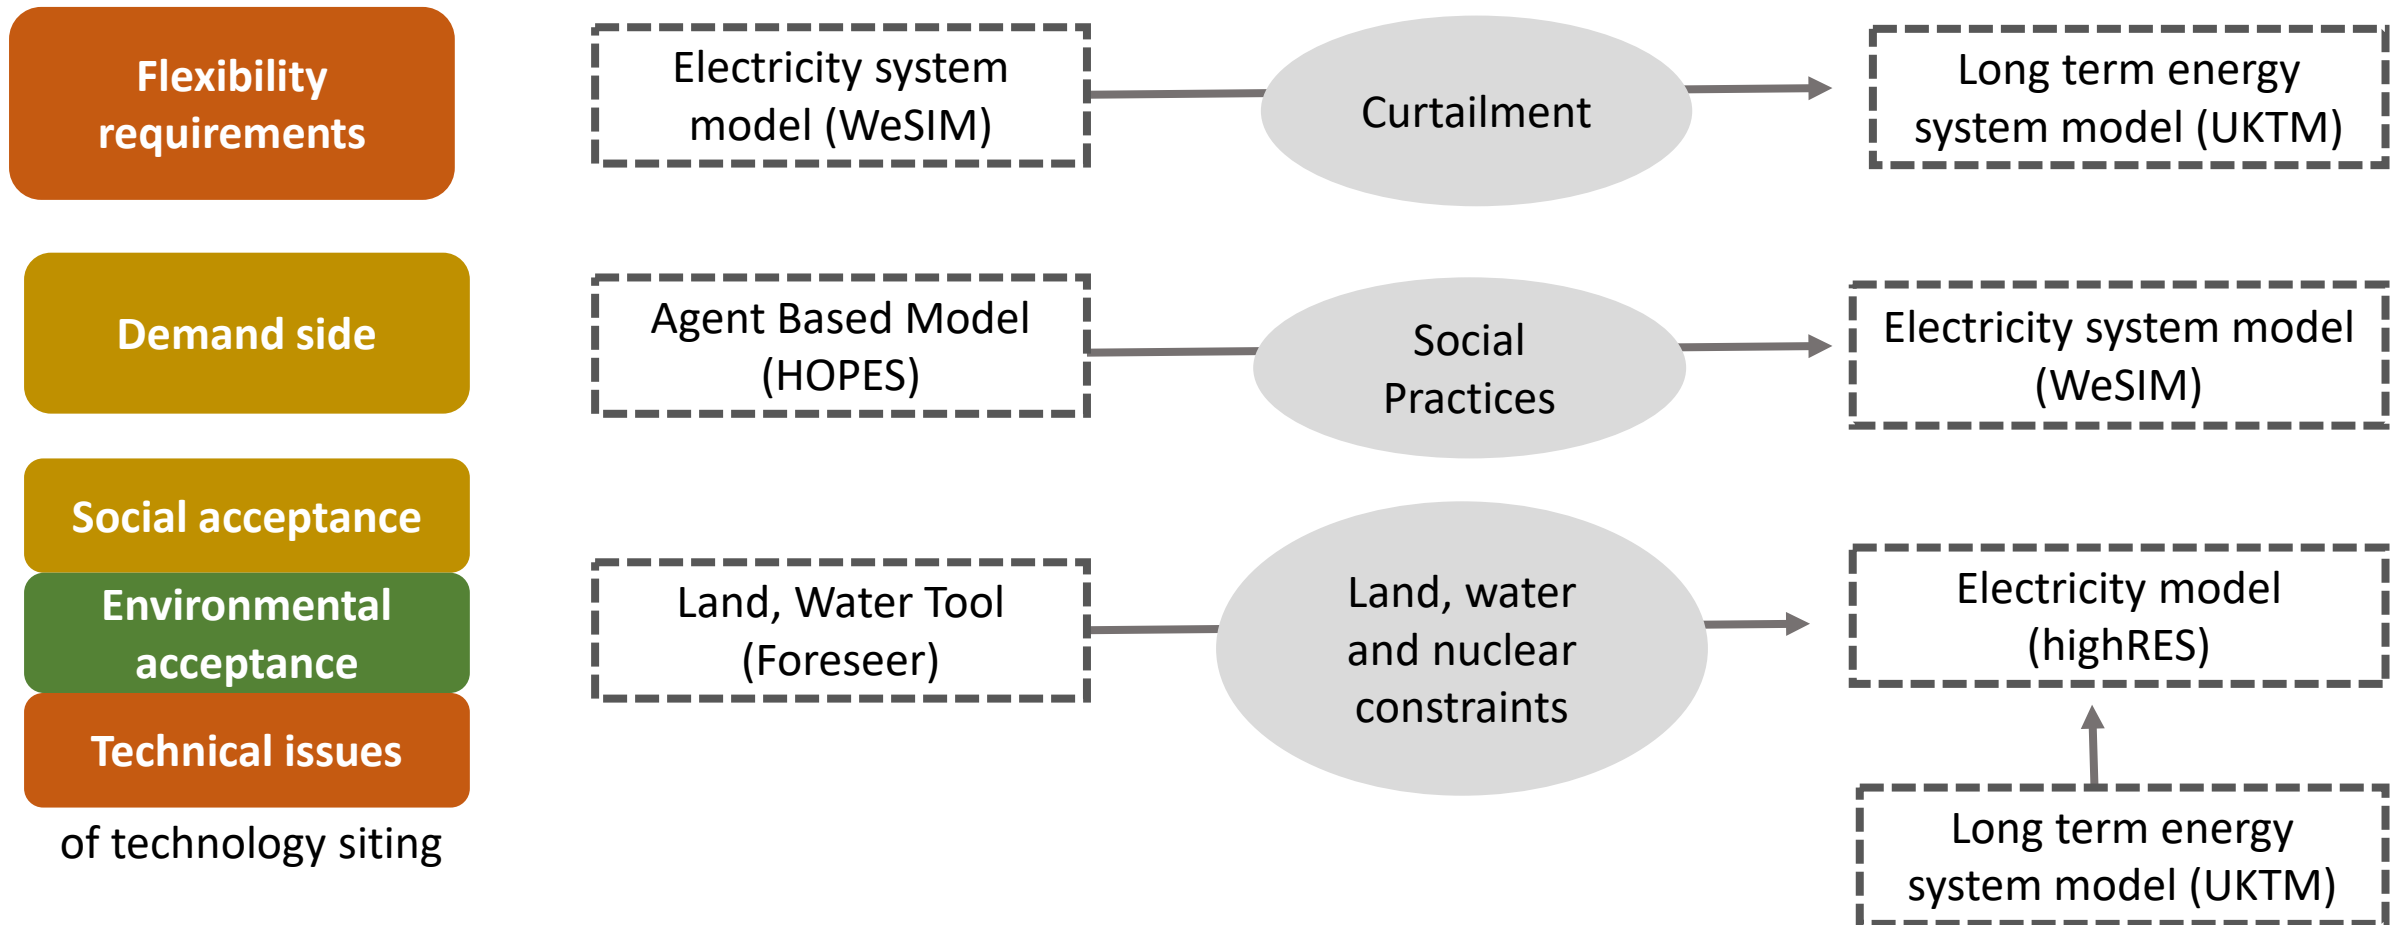 Flexibility
requirements
Electricity system
model (WeSIM)
Curtailment
Long term energy
system model (UKTM)
Demand side
Agent Based Model
(HOPES)
Social
Practices
Electricity system model
(WeSIM)
Social acceptance
Environmental
acceptance
Technical issues
of technology siting
Land, Water Tool
(Foreseer)
Land, water
and nuclear
constraints
Electricity model
(highRES)
Long term energy
system model (UKTM)